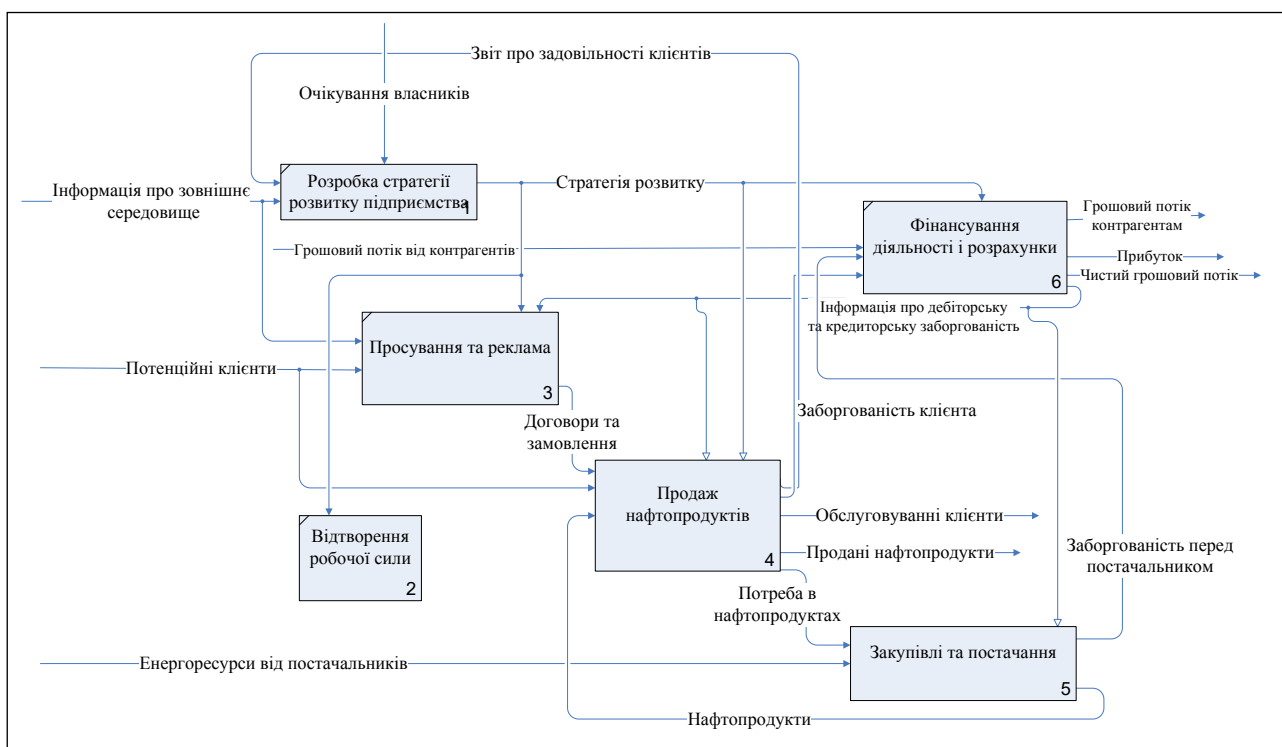 Звіт про задовільності клієнтів
Очікування власників
Інформація про зовнішнє
середовище
Розробка стратегії
розвитку підприємства
1
Стратегія розвитку
Фінансування
діяльності і розрахунки
6
Грошовий потік
контрагентам
Прибуток
Чистий грошовий потік
Грошовий потік від контрагентів
Інформація про дебіторську
та кредиторську заборгованість
Просування та реклама
3
Потенційні клієнти
Договори та
замовлення
Заборгованість клієнта
Продаж
нафтопродуктів
4
Відтворення
робочої сили
2
Обслуговуванні клієнти
Продані нафтопродукти
Заборгованість перед
постачальником
Потреба в
нафтопродуктах
Закупівлі та постачання
5
Енергоресурси від постачальників
Нафтопродукти